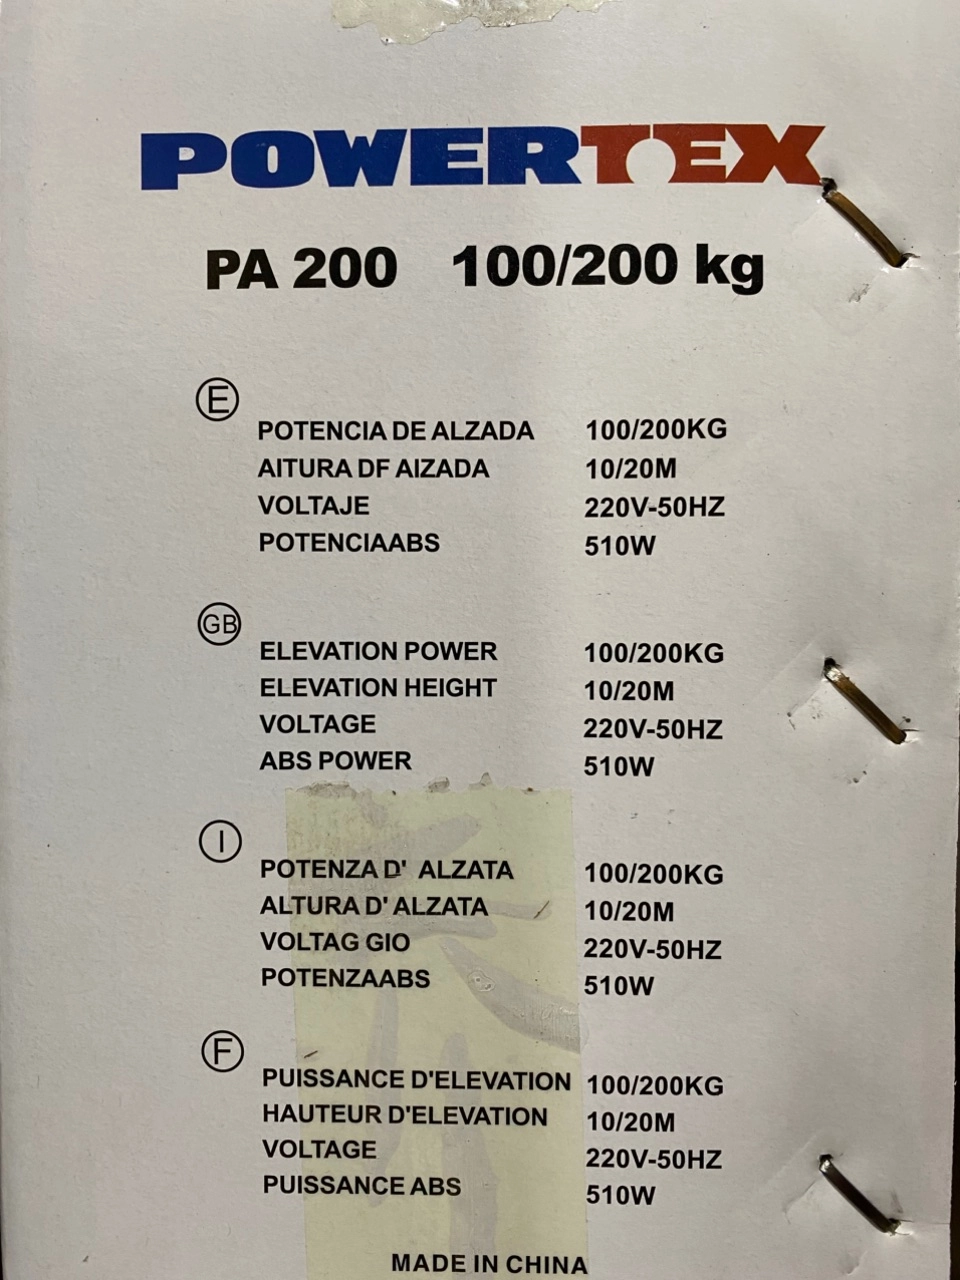 POWERTEX
PA 200 100/200 kg
E
POTENCIA DE ALZADA 100/200KG
AITURA DF AIZADA 10/20M
VOLTAJE 220V-50HZ
POTENCIAABS 510W
GB
ELEVATION POWER 100/200KG
ELEVATION HEIGHT 10/20M
VOLTAGE 220V-50HZ
ABS POWER 510W
I
POTENZA D' ALZATA 100/200KG
ALTURA D' ALZATA 10/20M
VOLTAG GIO 220V-50HZ
POTENZAABS 510W
F
PUISSANCE D'ELEVATION 100/200KG
HAUTEUR D'ELEVATION 10/20M
VOLTAGE 220V-50HZ
PUISSANCE ABS 510W
MADE IN CHINA